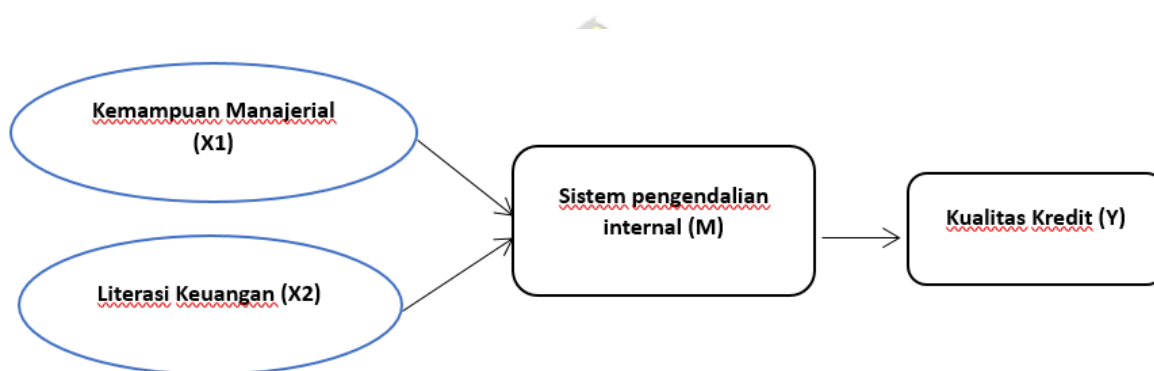 Kemampuan Manajerial
(X1)
Sistem pengendalian
internal (M)
Kualitas Kredit (Y)
Literasi Keuangan (X2)